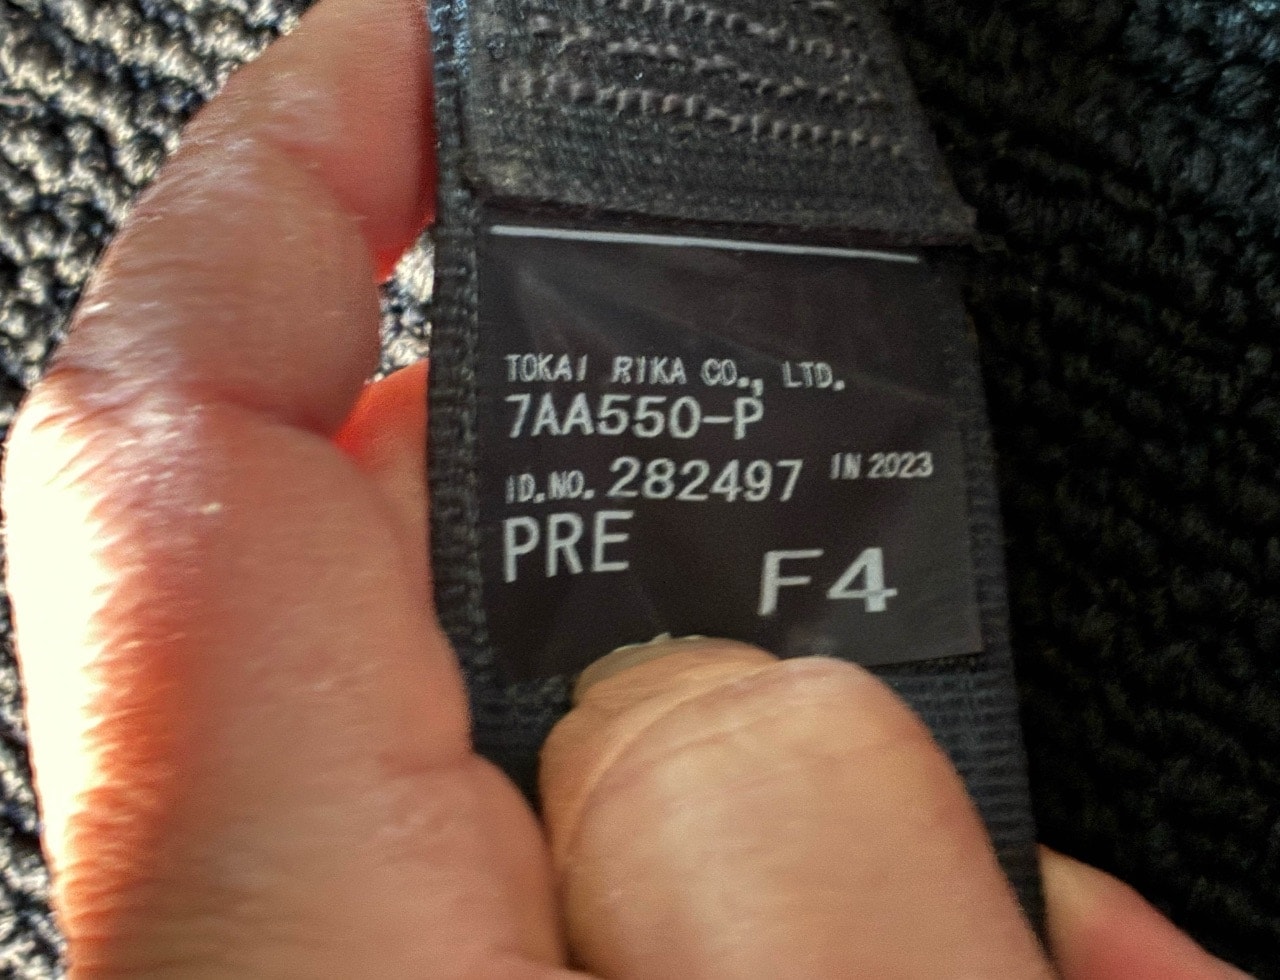 TOKAI RIKA CO., LTD.
7AA550-P
ID.NO. 282497 IN 2023
PRE
F4